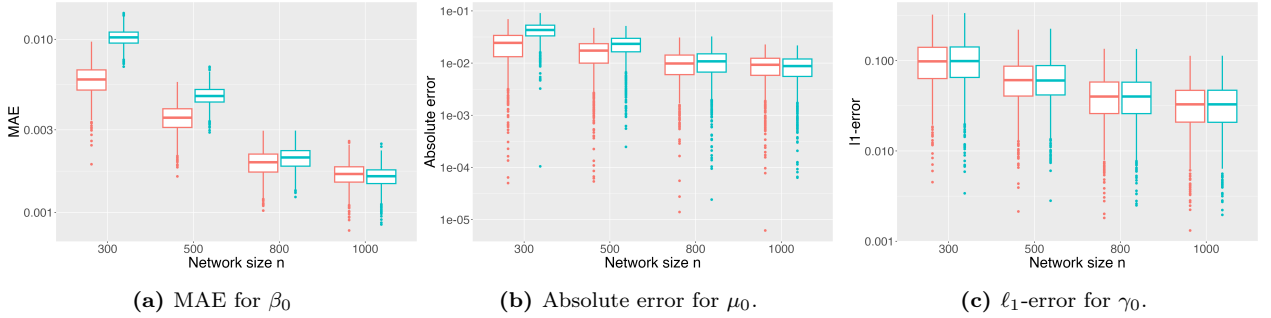 0.010
0.003
0.001
MAE
300
500
800
1000
Network size n
(a) MAE for β₀
1e-01
1e-02
1e-03
1e-04
1e-05
Absolute error
300
500
800
1000
Network size n
(b) Absolute error for μ₀.
0.100
0.010
0.001
l1-error
300
500
800
1000
Network size n
(c) ℓ₁-error for γ₀.